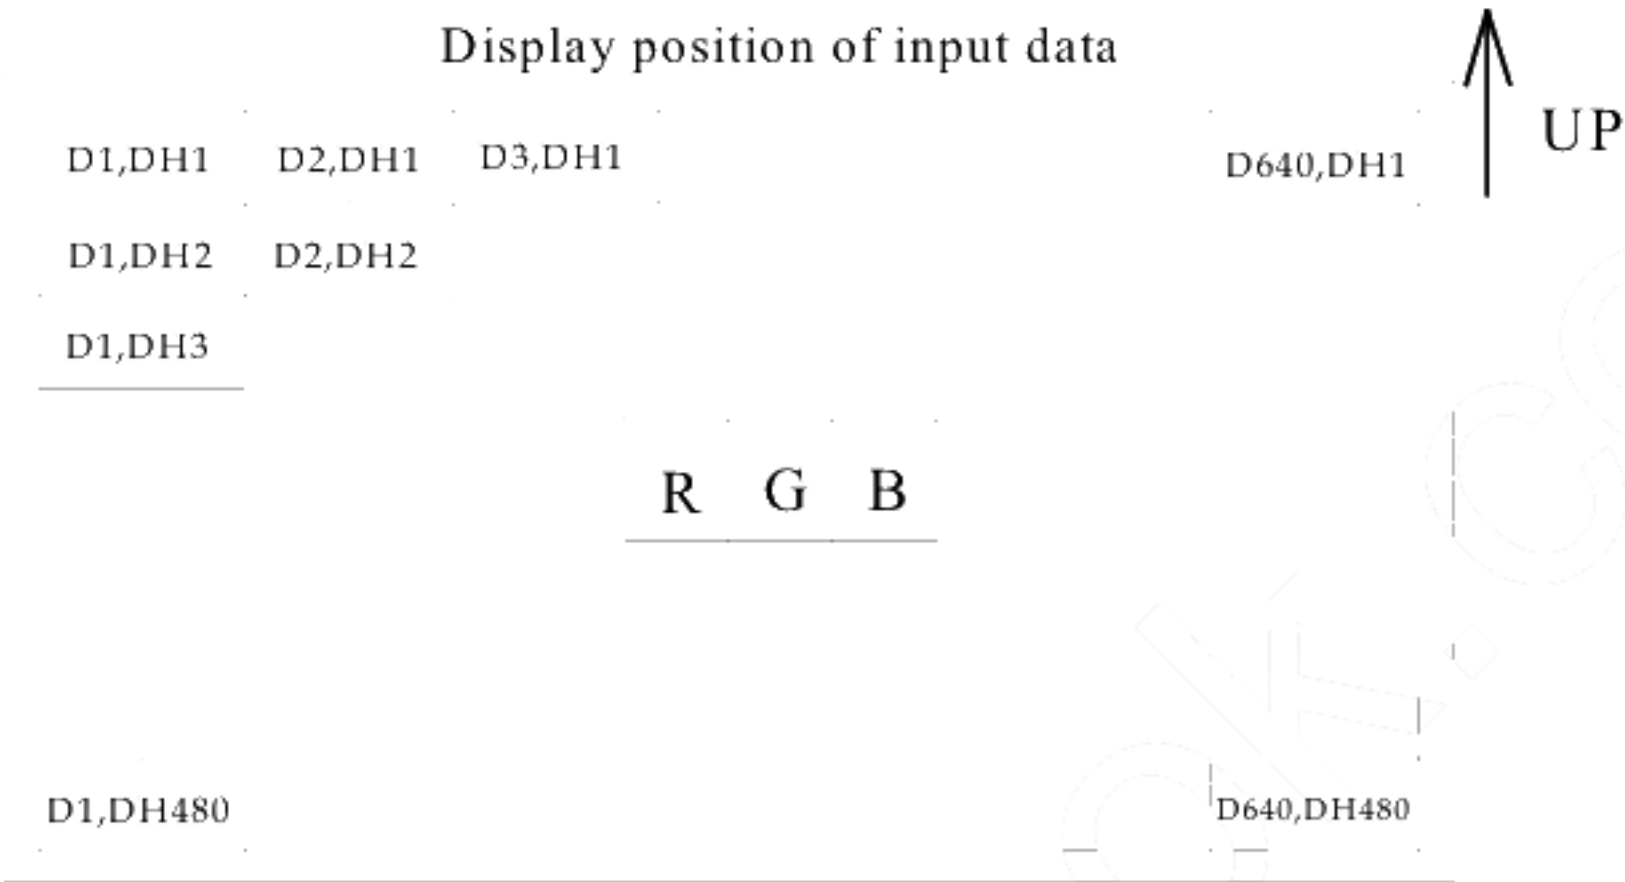 Display position of input data
UP
D1,DH1 D2,DH1 D3,DH1 D640,DH1
D1,DH2 D2,DH2
D1,DH3
R G B
D1,DH480 D640,DH480